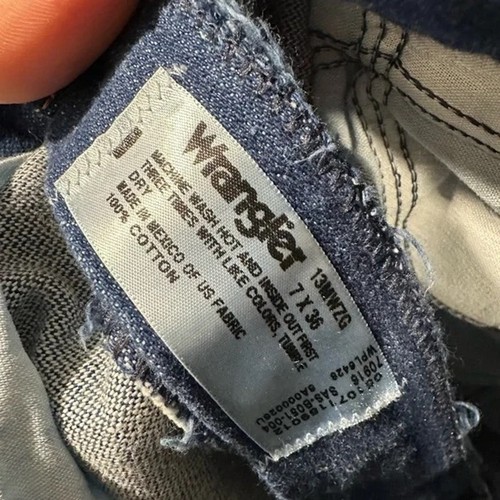 Wrangler
13MWZG
7 X 36
MACHINE WASH HOT AND INSIDE OUT FIRST
THREE TIMES WITH LIKE COLORS, TUMBLE
DRY
MADE IN MEXICO OF US FABRIC
100% COTTON
WPL6426